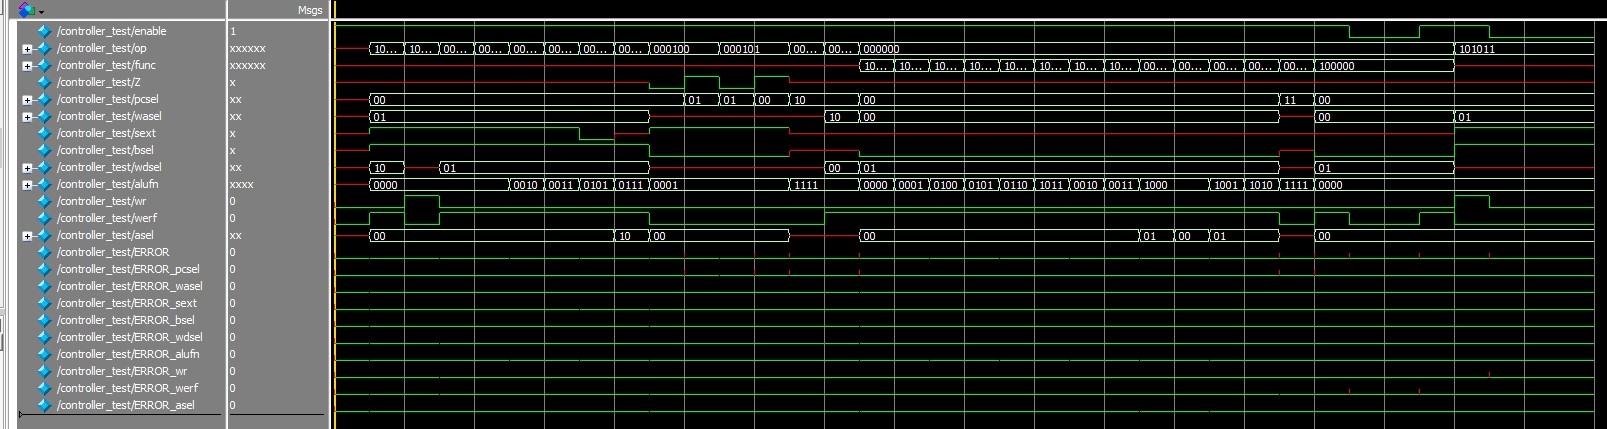 Msgs
/controller_test/enable 1
/controller_test/op xxxxxx 10... 10... 00... 00... 00... 00... 00... 00... 000100 000101 00... 00... 000000 101011
/controller_test/func xxxxxx 10... 10... 10... 10... 10... 10... 10... 10... 00... 00... 00... 00... 00... 100000
/controller_test/Z x
/controller_test/pcsel xx 00 01 01 00 10 00 11 00
/controller_test/wasel xx 01 10 00 00 01
/controller_test/sext x
/controller_test/bsel x
/controller_test/wdsel xx 10 01 00 01 01
/controller_test/alufn xxxx 0000 0010 0011 0101 0111 0001 1111 0000 0001 0100 0101 0110 1011 0010 0011 1000 1001 1010 1111 0000
/controller_test/wr 0
/controller_test/werf 0
/controller_test/asel xx 00 10 00 00 01 00 01 00
/controller_test/ERROR 0
/controller_test/ERROR_pcsel 0
/controller_test/ERROR_wasel 0
/controller_test/ERROR_sext 0
/controller_test/ERROR_bsel 0
/controller_test/ERROR_wdsel 0
/controller_test/ERROR_alufn 0
/controller_test/ERROR_wr 0
/controller_test/ERROR_werf 0
/controller_test/ERROR_asel 0